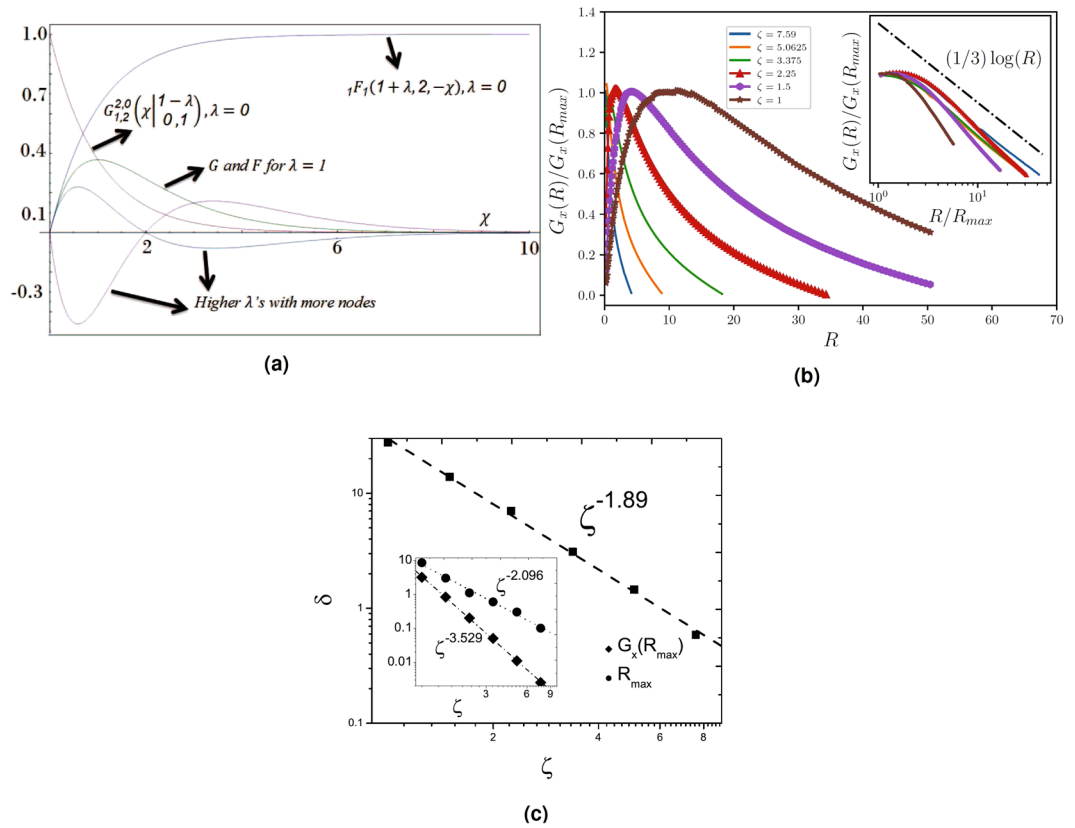 1.0
0.7
0.4
0.1
-0.3
2
6
10
χ
₁F₁(1+λ,2,−χ),λ=0
G^{2,0}_{1,2}(χ|^{1−λ}_{0,1}),λ=0
G and F for λ = 1
Higher λ's with more nodes
(a)
G_x(R)/G_x(R_max)
1.4
1.2
1.0
0.8
0.6
0.4
0.2
0.0
0
10
20
30
40
50
60
70
R
ζ = 7.59
ζ = 5.0625
ζ = 3.375
ζ = 2.25
ζ = 1.5
ζ = 1
G_x(R)/G_x(R_max)
(1/3) log(R)
10⁰
10¹
R/R_max
(b)
δ
10
1
0.1
2
4
6
8
ζ
ζ^-1.89
10
1
0.1
0.01
3
6
9
ζ
ζ^-2.096
ζ^-3.529
G_x(R_max)
R_max
(c)